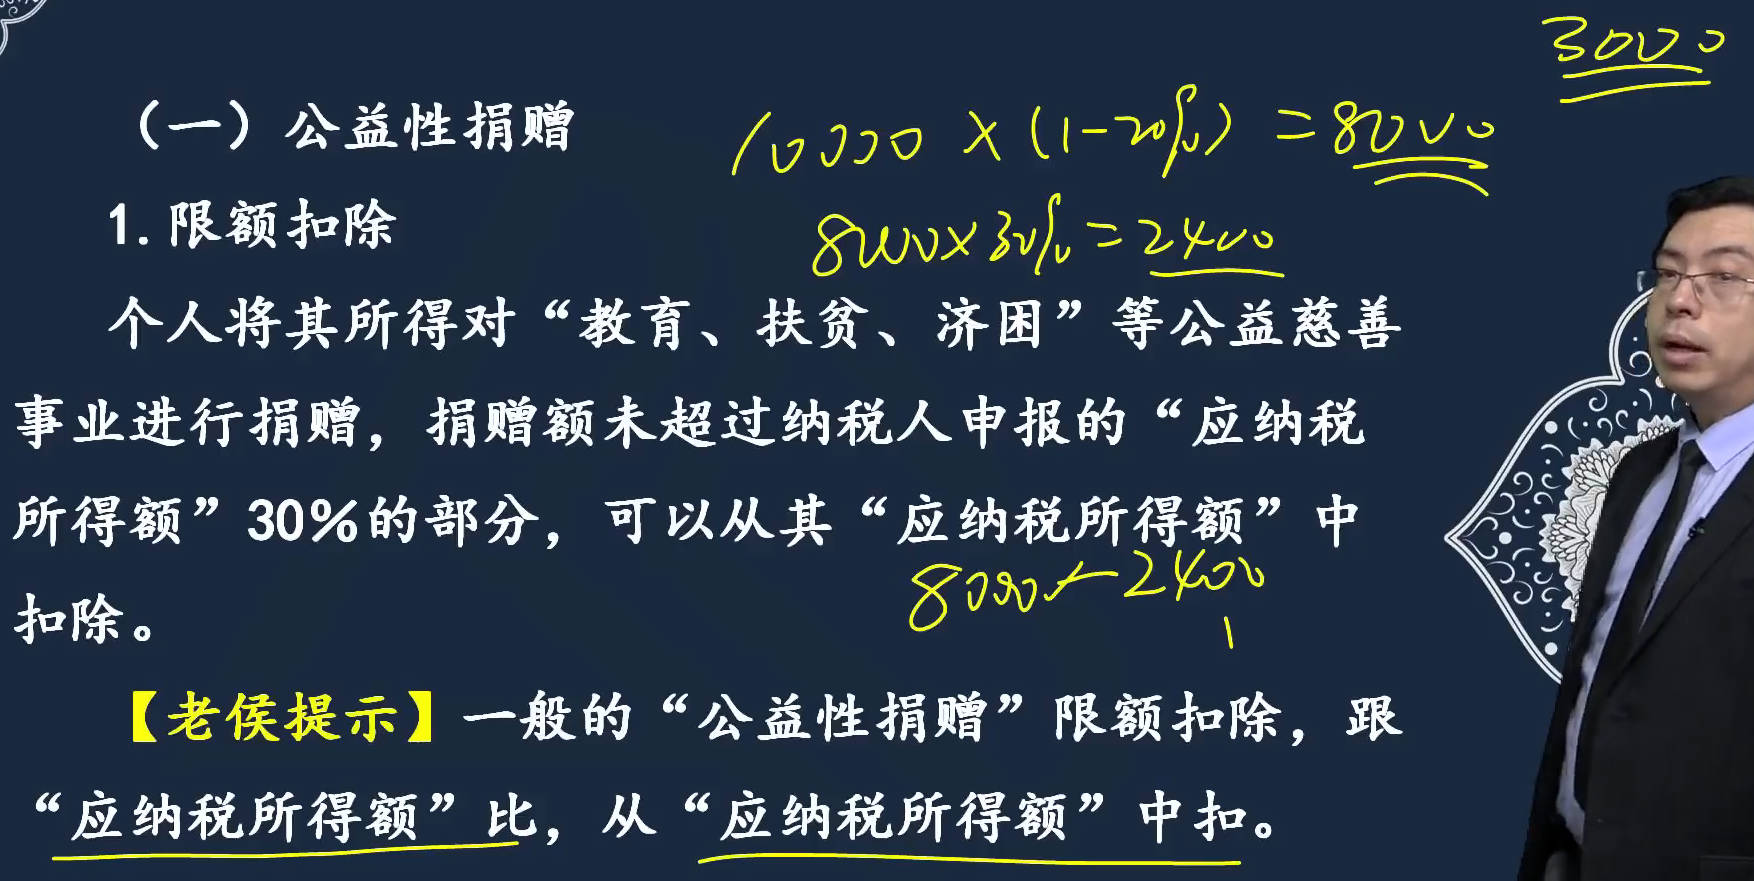 3000
(一)公益性捐赠
10000×(1-20%)=8000
1.限额扣除
8000×30%=2400
个人将其所得对“教育、扶贫、济困”等公益慈善
事业进行捐赠，捐赠额未超过纳税人申报的“应纳税
所得额”30%的部分，可以从其“应纳税所得额”中
8000-2400
扣除。
【老侯提示】一般的“公益性捐赠”限额扣除，跟
“应纳税所得额”比，从“应纳税所得额”中扣。